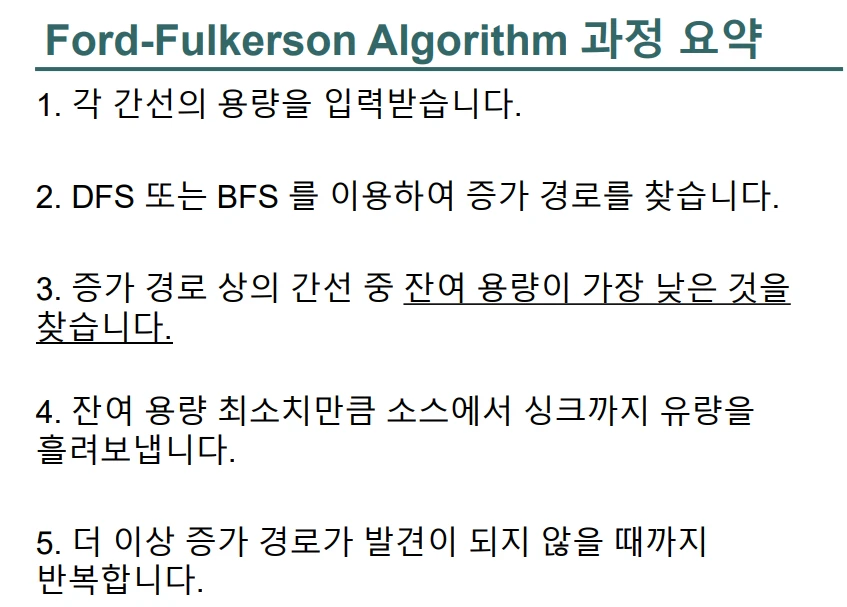 Ford-Fulkerson Algorithm 과정 요약
1. 각 간선의 용량을 입력받습니다.
2. DFS 또는 BFS 를 이용하여 증가 경로를 찾습니다.
3. 증가 경로 상의 간선 중 잔여 용량이 가장 낮은 것을
찾습니다.
4. 잔여 용량 최소치만큼 소스에서 싱크까지 유량을
흘려보냅니다.
5. 더 이상 증가 경로가 발견이 되지 않을 때까지
반복합니다.